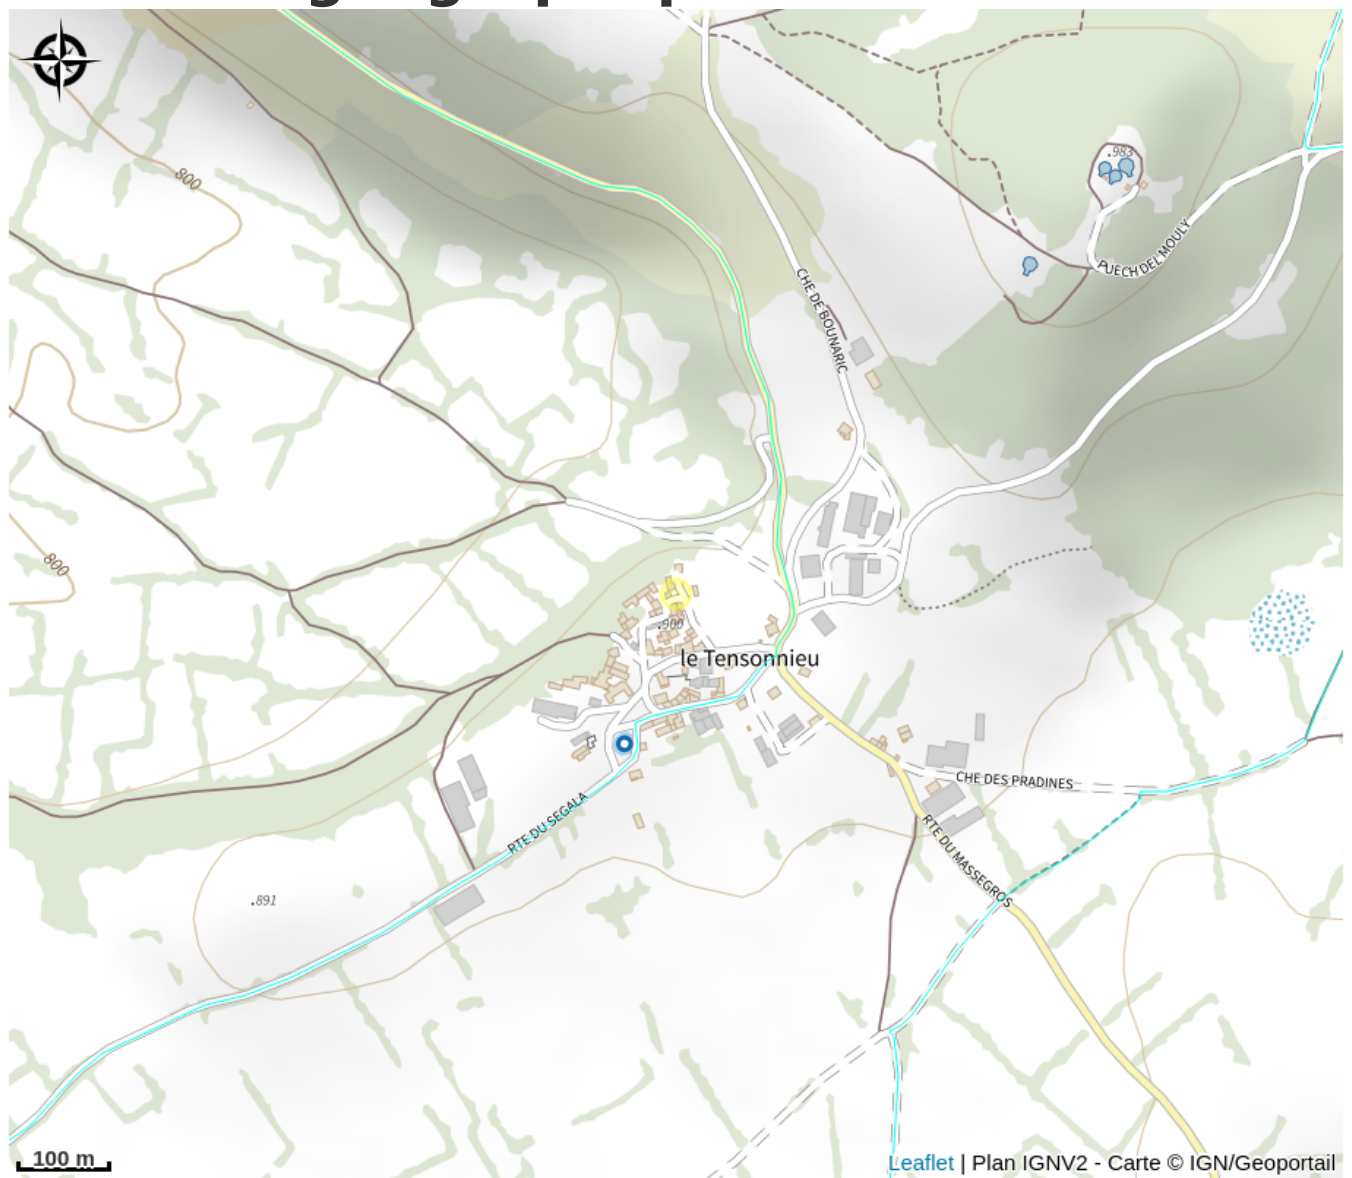 800
.983
PUECH DEL MOULY
CHE DE BOUNARIC
800
.900
le Tensonnieu
CHE DES PRADINES
RTE DU SEGALA
RTE DU MASSEGROS
.891
100 m
Leaflet | Plan IGNV2 - Carte © IGN/Geoportail